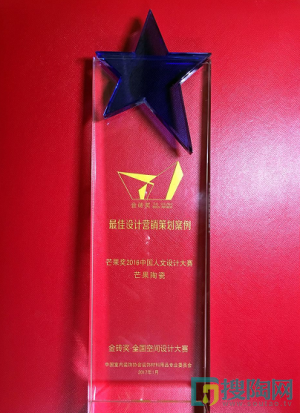 金砖奖
最佳设计营销策划案例
芒果奖2016中国人文设计大赛
芒果陶瓷
金砖奖·全国空间设计大赛
搜陶网